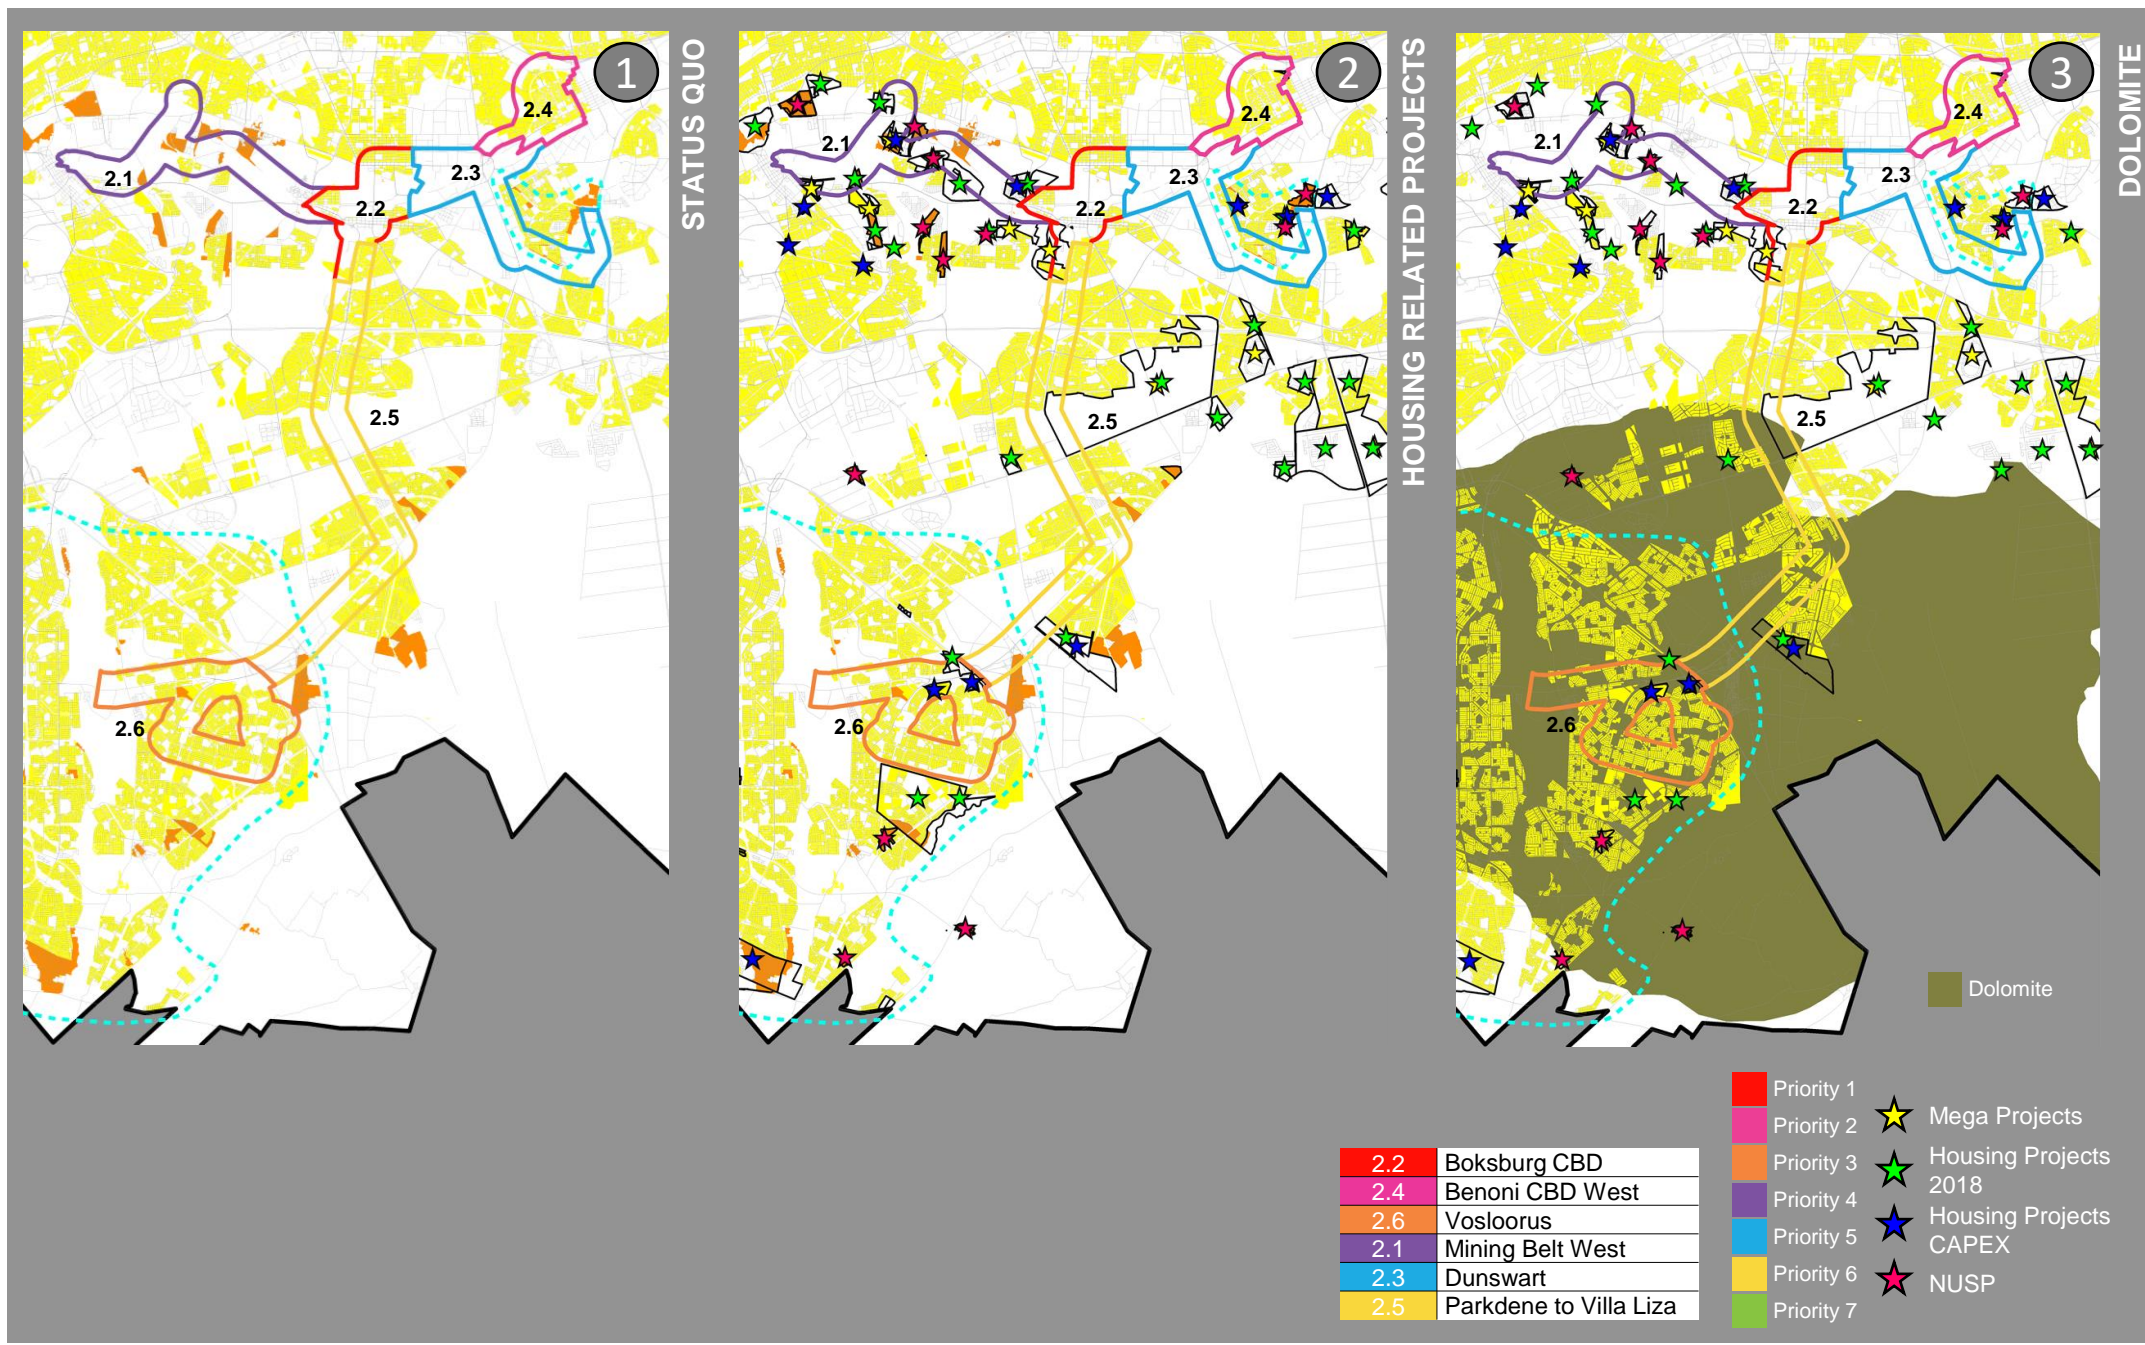 1
STATUS QUO
2.4
2.3
2.1
2.2
2.5
2.6
2
HOUSING RELATED PROJECTS
2.4
2.1
2.3
2.2
2.5
2.6
3
DOLOMITE
2.4
2.1
2.3
2.2
2.5
2.6
Dolomite
2.2 Boksburg CBD
2.4 Benoni CBD West
2.6 Vosloorus
2.1 Mining Belt West
2.3 Dunswart
2.5 Parkdene to Villa Liza
Priority 1
Priority 2
Priority 3
Priority 4
Priority 5
Priority 6
Priority 7
Mega Projects
Housing Projects
2018
Housing Projects
CAPEX
NUSP